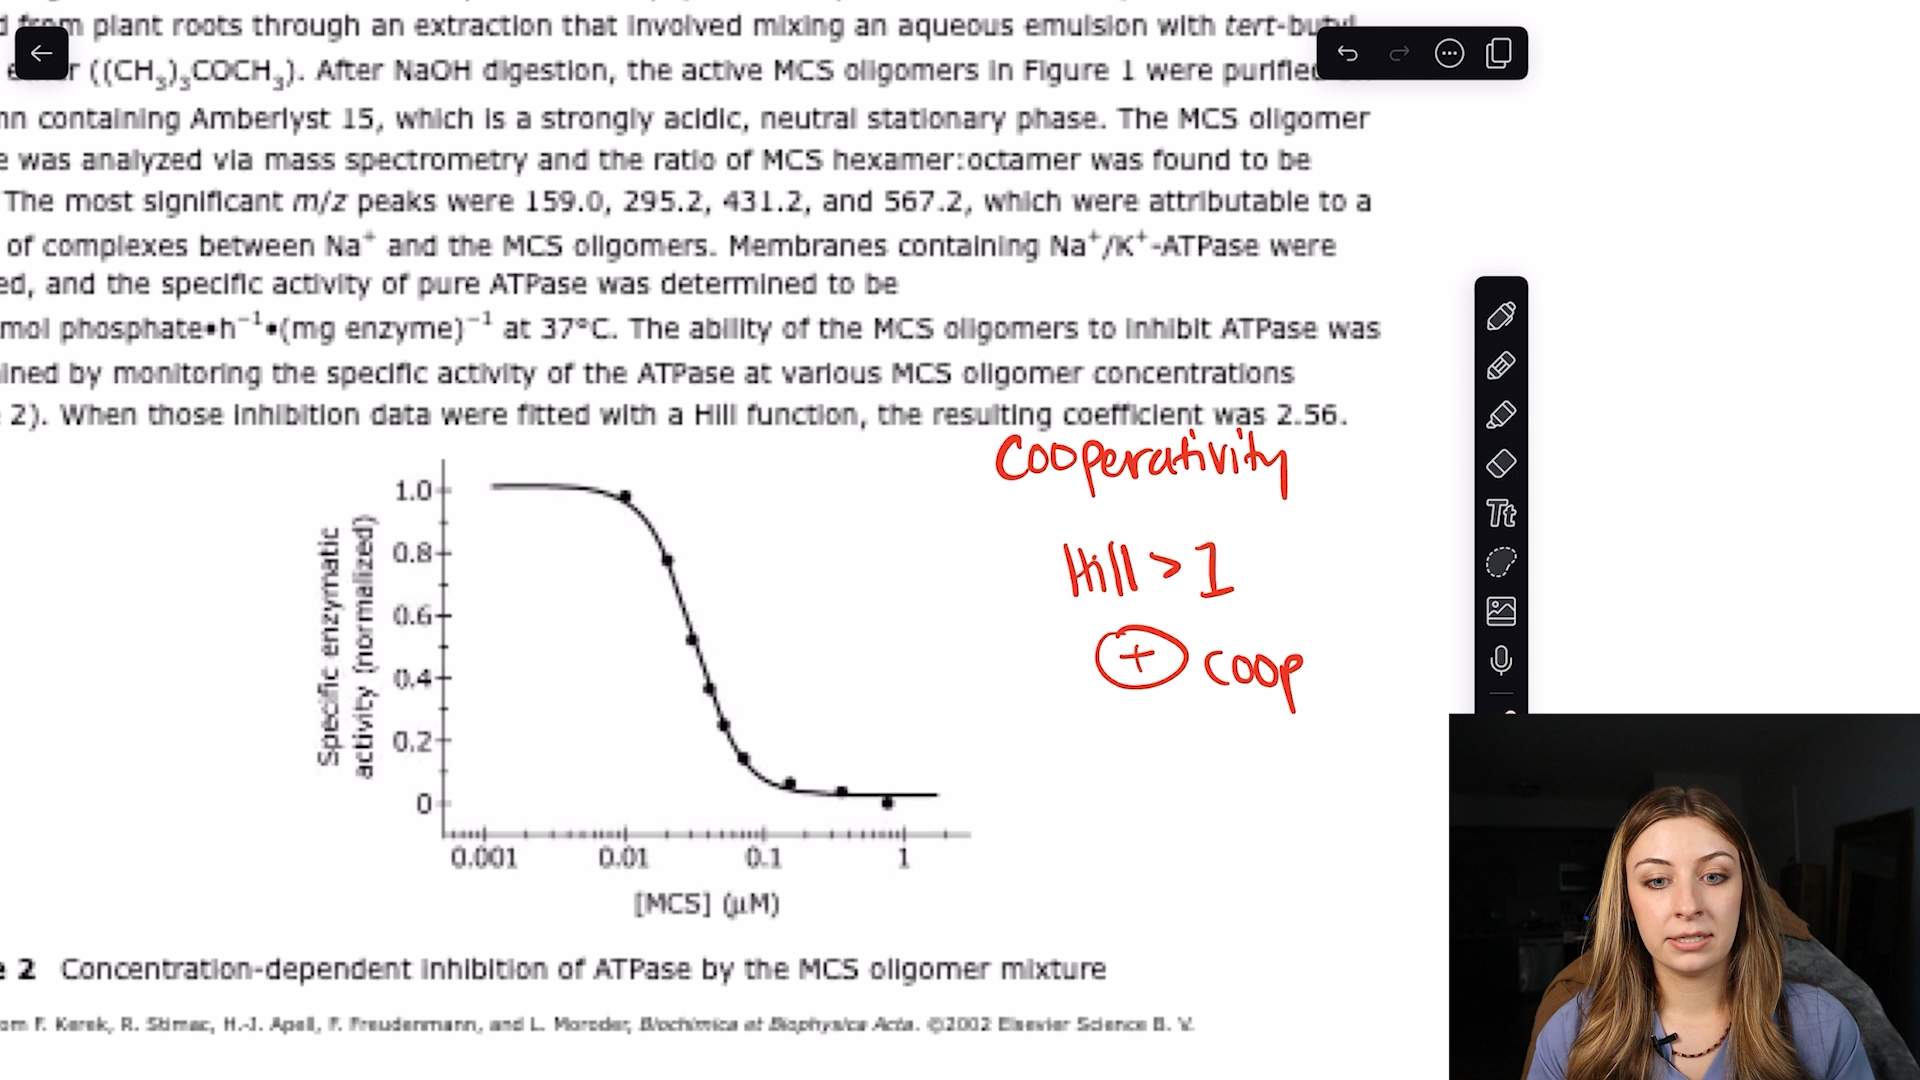 from plant roots through an extraction that involved mixing an aqueous emulsion with tert-butyl
((CH3)3COCH3). After NaOH digestion, the active MCS oligomers in Figure 1 were purified
containing Amberlyst 15, which is a strongly acidic, neutral stationary phase. The MCS oligomer
was analyzed via mass spectrometry and the ratio of MCS hexamer:octamer was found to be
The most significant m/z peaks were 159.0, 295.2, 431.2, and 567.2, which were attributable to a
of complexes between Na⁺ and the MCS oligomers. Membranes containing Na⁺/K⁺-ATPase were
ed, and the specific activity of pure ATPase was determined to be
mol phosphate•h⁻¹•(mg enzyme)⁻¹ at 37°C. The ability of the MCS oligomers to inhibit ATPase was
ined by monitoring the specific activity of the ATPase at various MCS oligomer concentrations
2). When those inhibition data were fitted with a Hill function, the resulting coefficient was 2.56.
Cooperativity
Hill > 1
+ coop
Specific enzymatic
activity (normalized)
1.0
0.8
0.6
0.4
0.2
0
0.001 0.01 0.1 1
[MCS] (μM)
e 2 Concentration-dependent inhibition of ATPase by the MCS oligomer mixture
om F. Kerek, R. Stimac, H.-J. Apell, F. Freudenmann, and L. Moroder, Biochimica et Biophysica Acta. ©2002 Elsevier Science B. V.
Tt